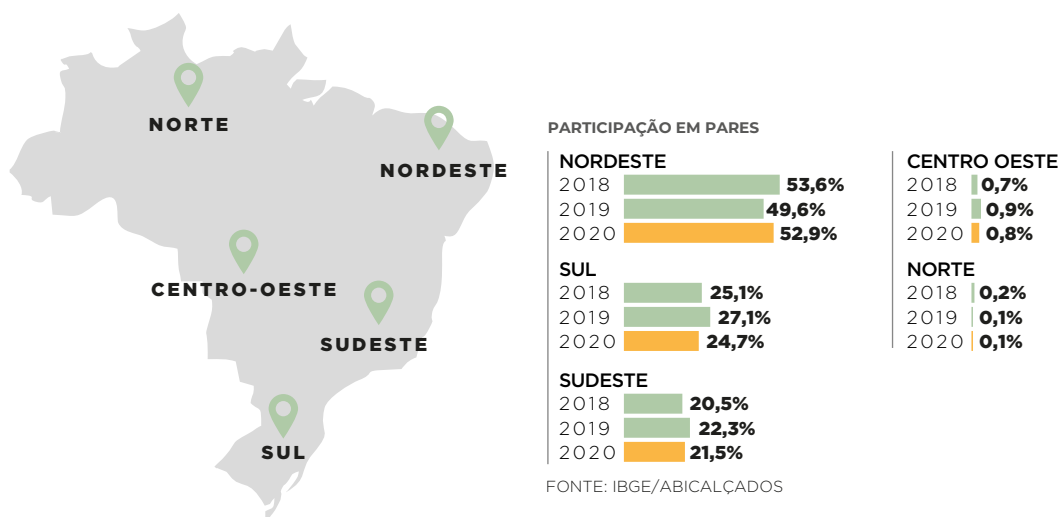 NORTE
NORDESTE
CENTRO-OESTE
SUDESTE
SUL
PARTICIPAÇÃO EM PARES
NORDESTE
2018 53,6%
2019 49,6%
2020 52,9%
SUL
2018 25,1%
2019 27,1%
2020 24,7%
SUDESTE
2018 20,5%
2019 22,3%
2020 21,5%
CENTRO OESTE
2018 0,7%
2019 0,9%
2020 0,8%
NORTE
2018 0,2%
2019 0,1%
2020 0,1%
FONTE: IBGE/ABICALÇADOS